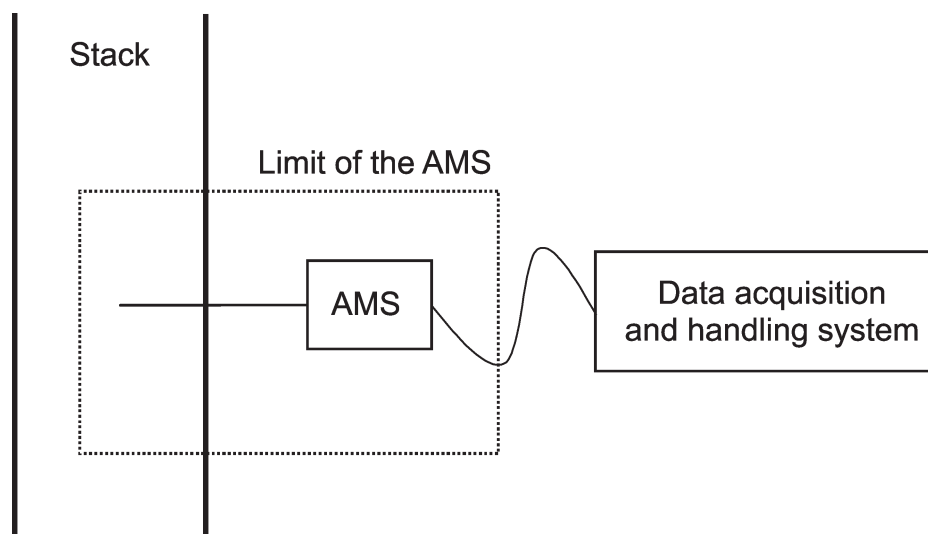 Stack
Limit of the AMS
AMS
Data acquisition
and handling system